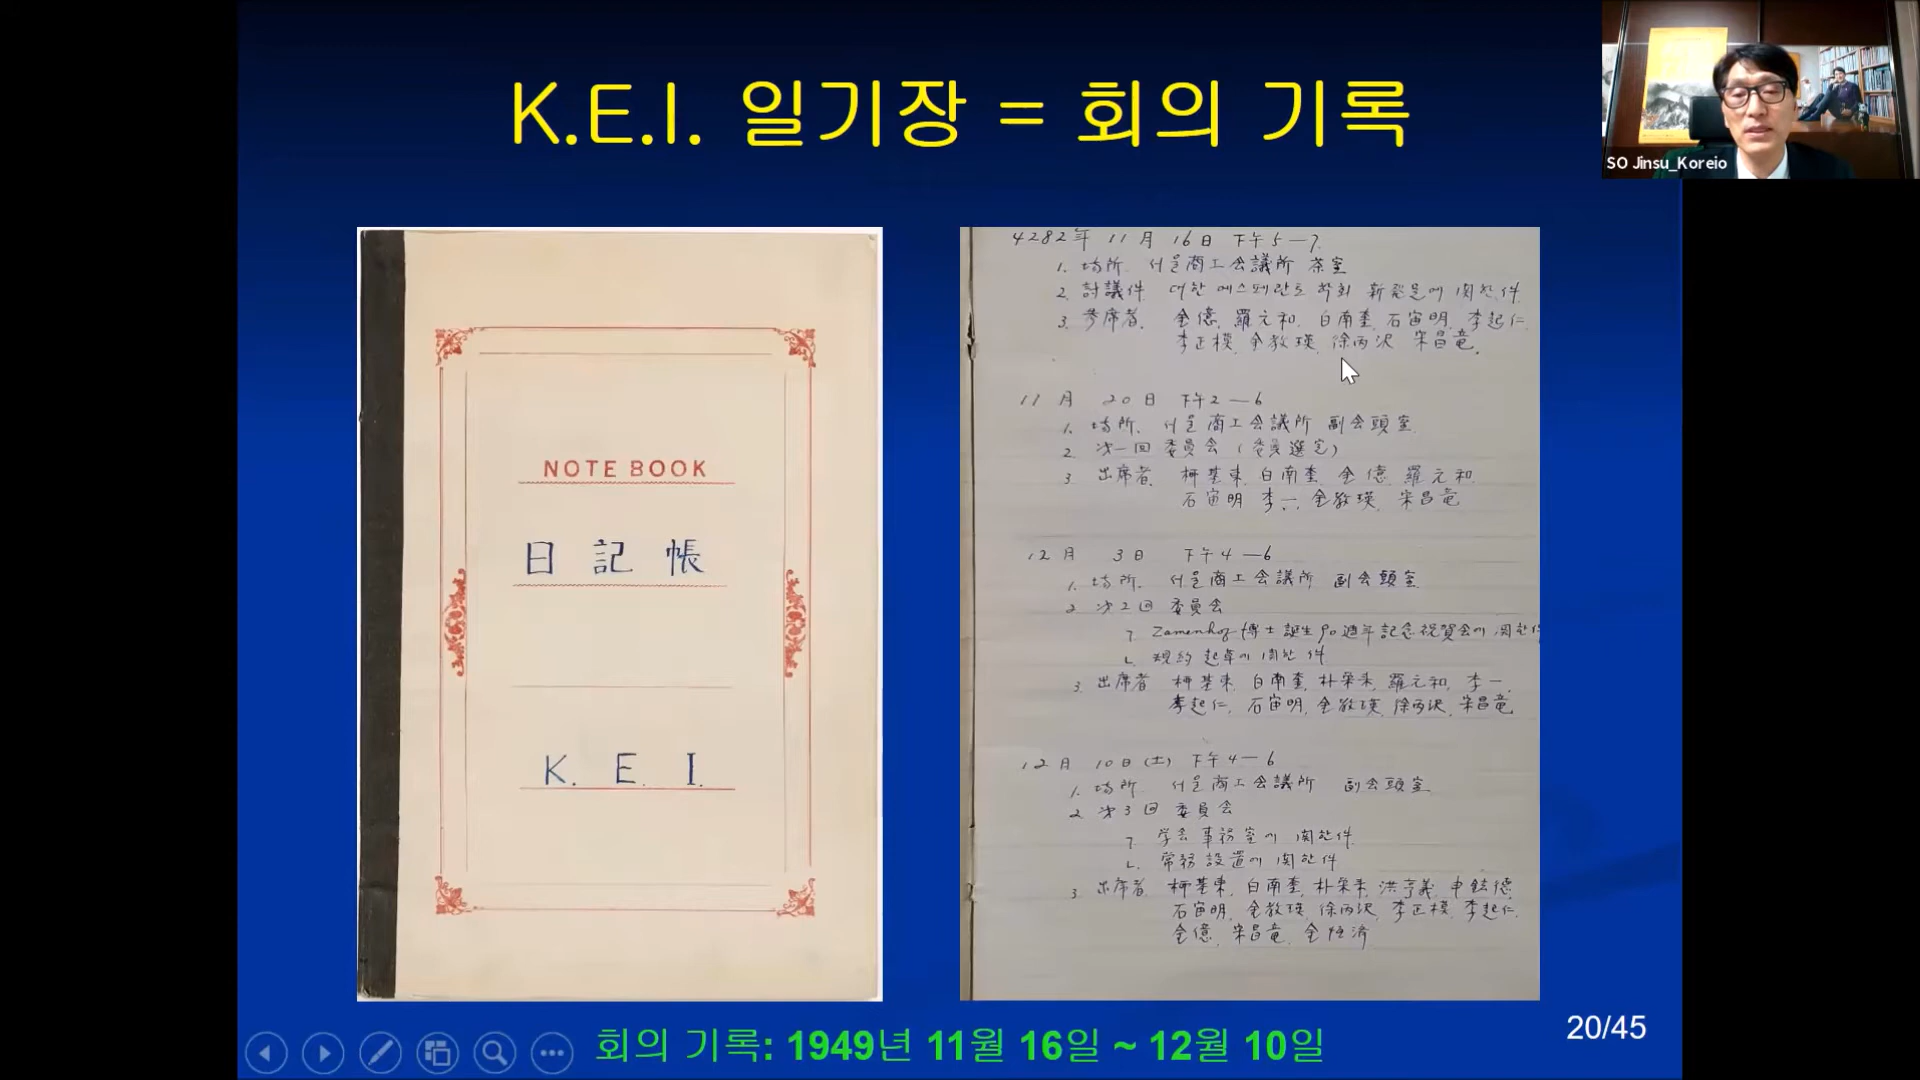 K.E.I. 일기장 = 회의 기록
SO Jinsu_Koreio
NOTE BOOK
日記帳
K. E. I.
4282年 11月 16日 下午5—7.
1. 場所. 서울商工会議所 茶室
2. 討議件 대한 에스페란토 학회 新発足에 関한 件
3. 参席者. 金億, 羅元和, 白南奎, 石宙明, 李起仁,
李正模, 金教瑛, 徐丙沢 宋昌竜.
11月 20日 下午2—6
1. 場所. 서울商工会議所 副会頭室
2. 第一回 委員会 (委員選定)
3. 出席者. 柳基東, 白南奎, 金億, 羅元和,
石宙明, 李一, 金教瑛, 宋昌竜
12月 3日 下午4—6
1. 場所. 서울商工会議所 副会頭室
2. 第2回 委員会
ㄱ. Zamenhof 博士 誕生90週年記念祝賀会에 関한 件
ㄴ. 規約 起草에 関한 件
3. 出席者 柳基東, 白南奎, 朴 羅元和, 李一,
李起仁, 石宙明, 金教瑛, 徐丙沢, 宋昌竜
12月 10日(土) 下午4—6
1. 場所. 서울商工会議所 副会頭室
2. 第3回 委員会
ㄱ. 学会事務室에 関한 件
ㄴ. 常務設置에 関한 件
3. 出席者 柳基東, 白南奎, 朴 洪亨義, 申鉉徳,
石宙明, 金教瑛, 徐丙沢, 李正模, 李起仁,
金億, 宋昌竜, 金恒済
회의 기록: 1949년 11월 16일 ~ 12월 10일
20/45